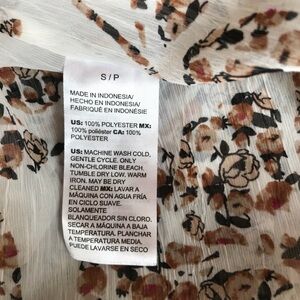 S/P
MADE IN INDONESIA/
HECHO EN INDONESIA/
FABRIQUÉ EN INDONÉSIE
US: 100% POLYESTER MX:
100% poliéster CA: 100%
POLYESTER
US: MACHINE WASH COLD,
GENTLE CYCLE. ONLY
NON-CHLORINE BLEACH.
TUMBLE DRY LOW. WARM
IRON. MAY BE DRY
CLEANED MX: LAVAR A
MÁQUINA CON AGUA FRÍA
EN CICLO SUAVE.
SOLAMENTE
BLANQUEADOR SIN CLORO.
SECAR A MÁQUINA A BAJA
TEMPERATURA. PLANCHAR
A TEMPERATURA MEDIA.
PUEDE LAVARSE EN SECO